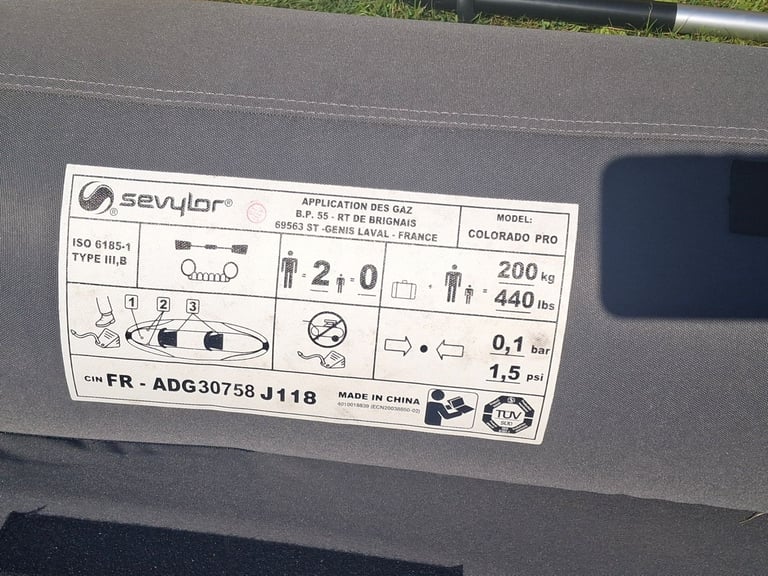 sevylor®
APPLICATION DES GAZ
B.P. 55 - RT DE BRIGNAIS
69563 ST -GENIS LAVAL - FRANCE
MODEL:
COLORADO PRO
ISO 6185-1
TYPE III,B
= 2 = 0
+ = 200 kg
= 440 lbs
1 2 3
0,1 bar
1,5 psi
CIN FR - ADG30758 J118
MADE IN CHINA
TÜV
SÜD